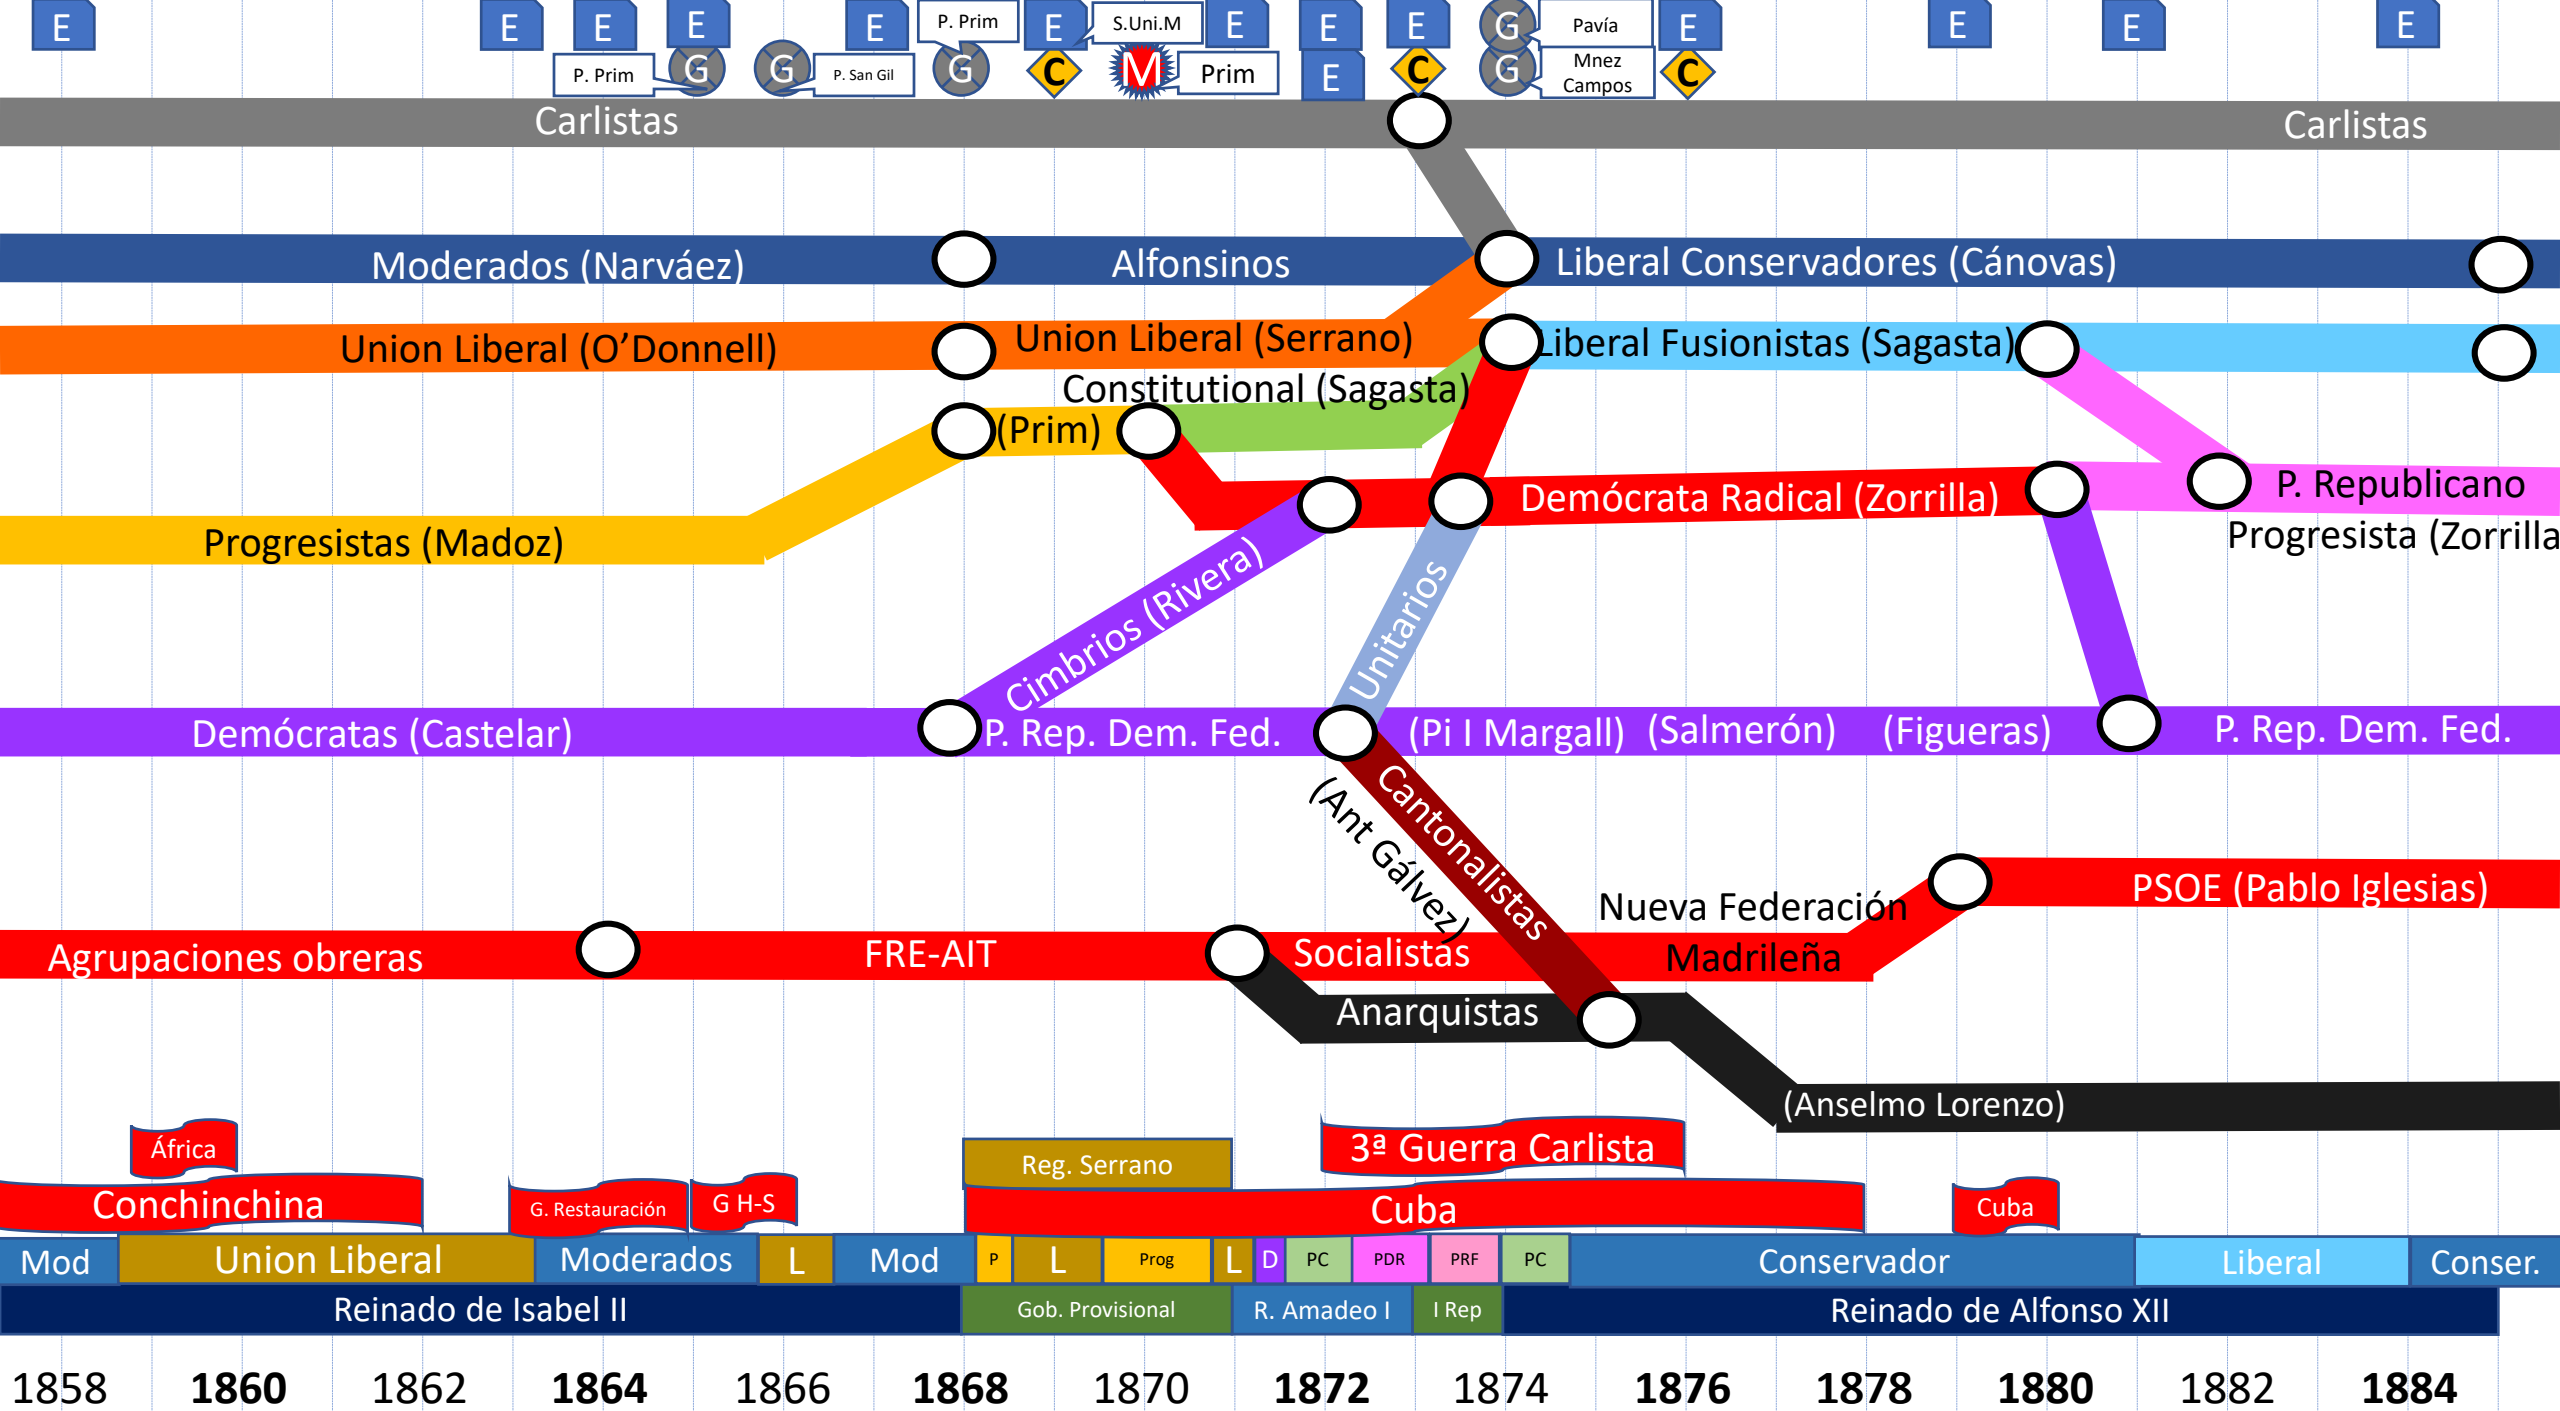 E E E E E E E E E G E E E E
P. Prim
S.Uni.M
Pavía
E
P. Prim G G P. San Gil G C M Prim E C G Mnez
Campos
C
Carlistas Carlistas
Moderados (Narváez) Alfonsinos Liberal Conservadores (Cánovas)
Union Liberal (O’Donnell) Union Liberal (Serrano) Liberal Fusionistas (Sagasta)
Constitutional (Sagasta)
(Prim)
Demócrata Radical (Zorrilla) P. Republicano
Progresista (Zorrilla
Progresistas (Madoz)
Cimbrios (Rivera)
Unitarios
Demócratas (Castelar) P. Rep. Dem. Fed. (Pi I Margall) (Salmerón) (Figueras) P. Rep. Dem. Fed.
Cantonalistas
(Ant Gálvez)
PSOE (Pablo Iglesias)
Nueva Federación
Madrileña
Agrupaciones obreras FRE-AIT Socialistas
Anarquistas
(Anselmo Lorenzo)
África 3ª Guerra Carlista
Reg. Serrano
Conchinchina G. Restauración G H-S Cuba Cuba
Mod Union Liberal Moderados L Mod P L Prog L D PC PDR PRF PC Conservador Liberal Conser.
Reinado de Isabel II Gob. Provisional R. Amadeo I I Rep Reinado de Alfonso XII
1858 1860 1862 1864 1866 1868 1870 1872 1874 1876 1878 1880 1882 1884